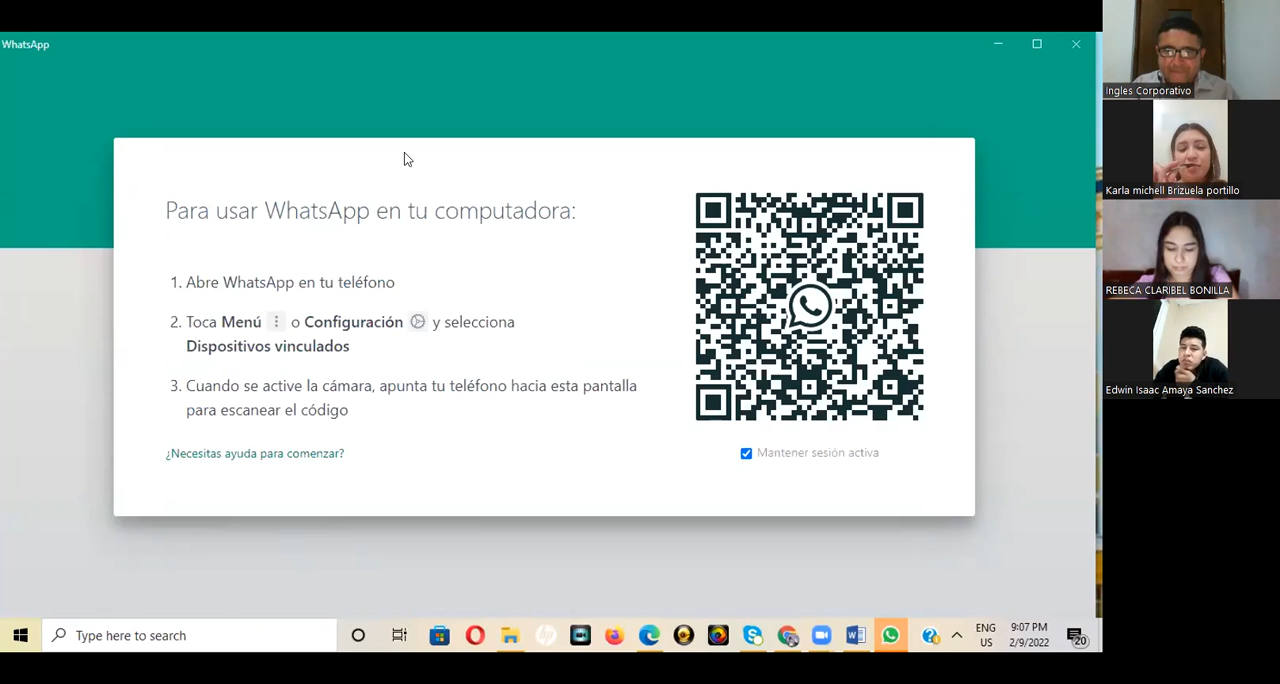 WhatsApp
Para usar WhatsApp en tu computadora:
1. Abre WhatsApp en tu teléfono
2. Toca Menú o Configuración y selecciona
Dispositivos vinculados
3. Cuando se active la cámara, apunta tu teléfono hacia esta pantalla
para escanear el código
¿Necesitas ayuda para comenzar?
Mantener sesión activa
Ingles Corporativo
Karla michell Brizuela portillo
REBECA CLARIBEL BONILLA
Edwin Isaac Amaya Sanchez
Type here to search
ENG
US
9:07 PM
2/9/2022
20